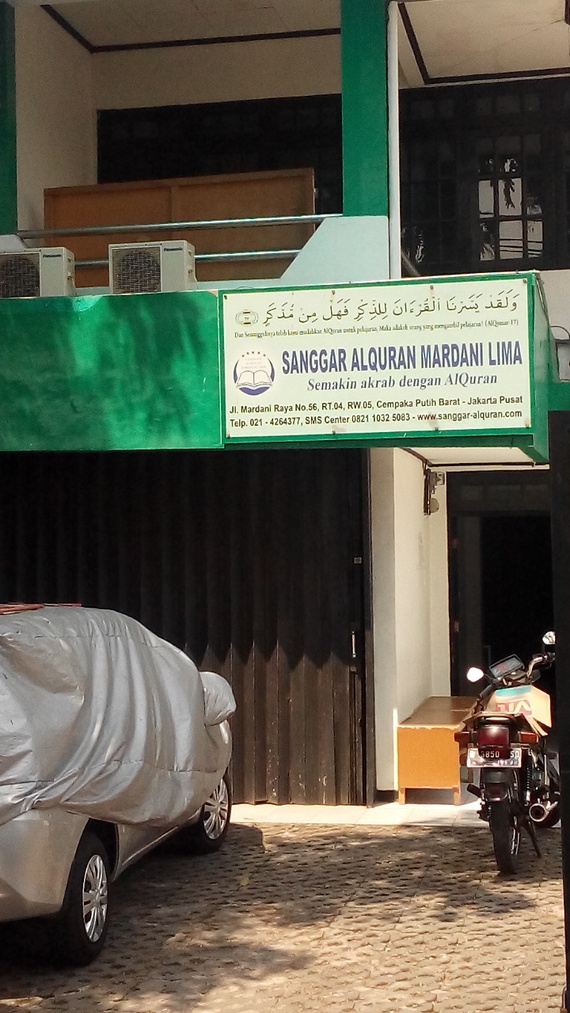 وَلَقَدْ يَسَّرْنَا الْقُرْءَانَ لِلذِّكْرِ فَهَلْ مِن مُّدَّكِرٍ
Dan Sesungguhnya telah kami mudahkan AlQuran untuk pelajaran, Maka adakah orang yang mengambil pelajaran? (AlQamar-17)
SANGGAR ALQURAN MARDANI LIMA
Semakin akrab dengan AlQuran
Jl. Mardani Raya No.56, RT.04, RW.05, Cempaka Putih Barat - Jakarta Pusat
Telp. 021 - 4264377, SMS Center 0821 1032 5083 - www.sanggar-alquran.com
Panasonic